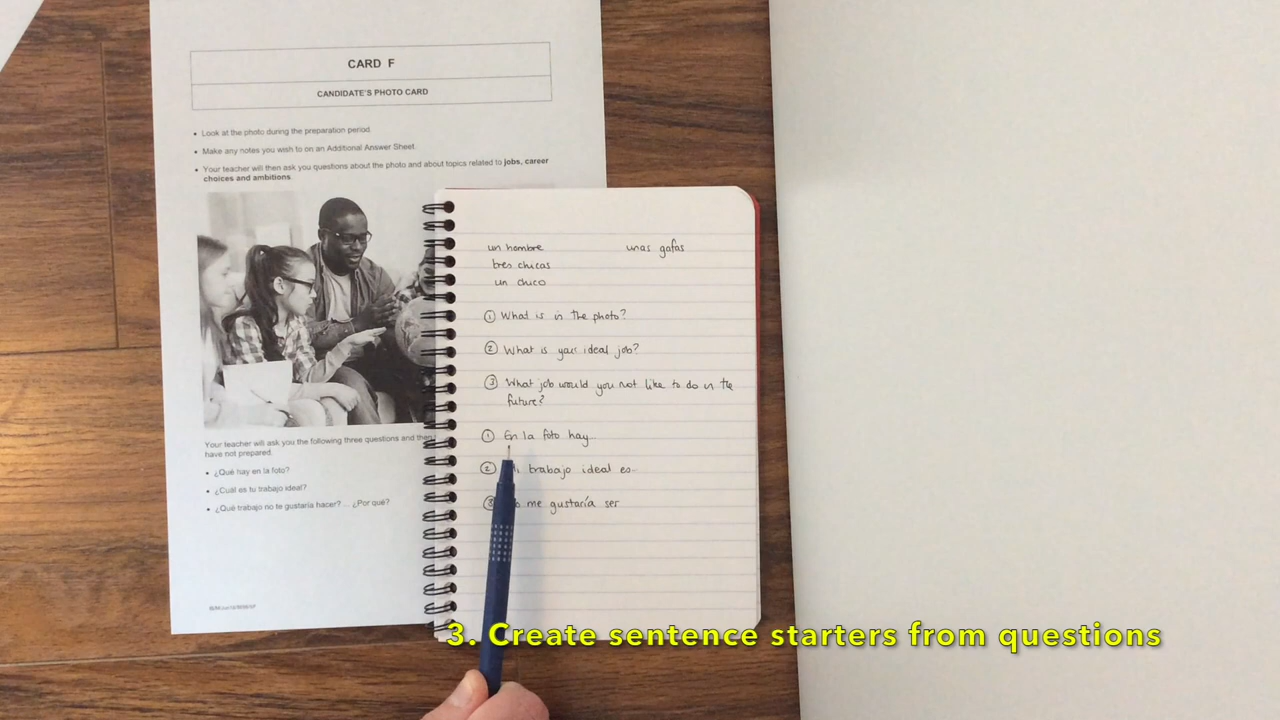 CARD F
CANDIDATE'S PHOTO CARD
• Look at the photo during the preparation period.
• Make any notes you wish to on an Additional Answer Sheet.
• Your teacher will then ask you questions about the photo and about topics related to jobs, career
choices and ambitions
Your teacher will ask you the following three questions and then
have not prepared.
• ¿Qué hay en la foto?
• ¿Cuál es tu trabajo ideal?
• ¿Qué trabajo no te gustaría hacer? ... ¿Por qué?
un hombre
unas gafas
tres chicas
un chico
① What is in the photo?
② What is your ideal job?
③ What job would you not like to do in the
future?
① En la foto hay...
② trabajo ideal es...
③ me gustaría ser
3. Create sentence starters from questions